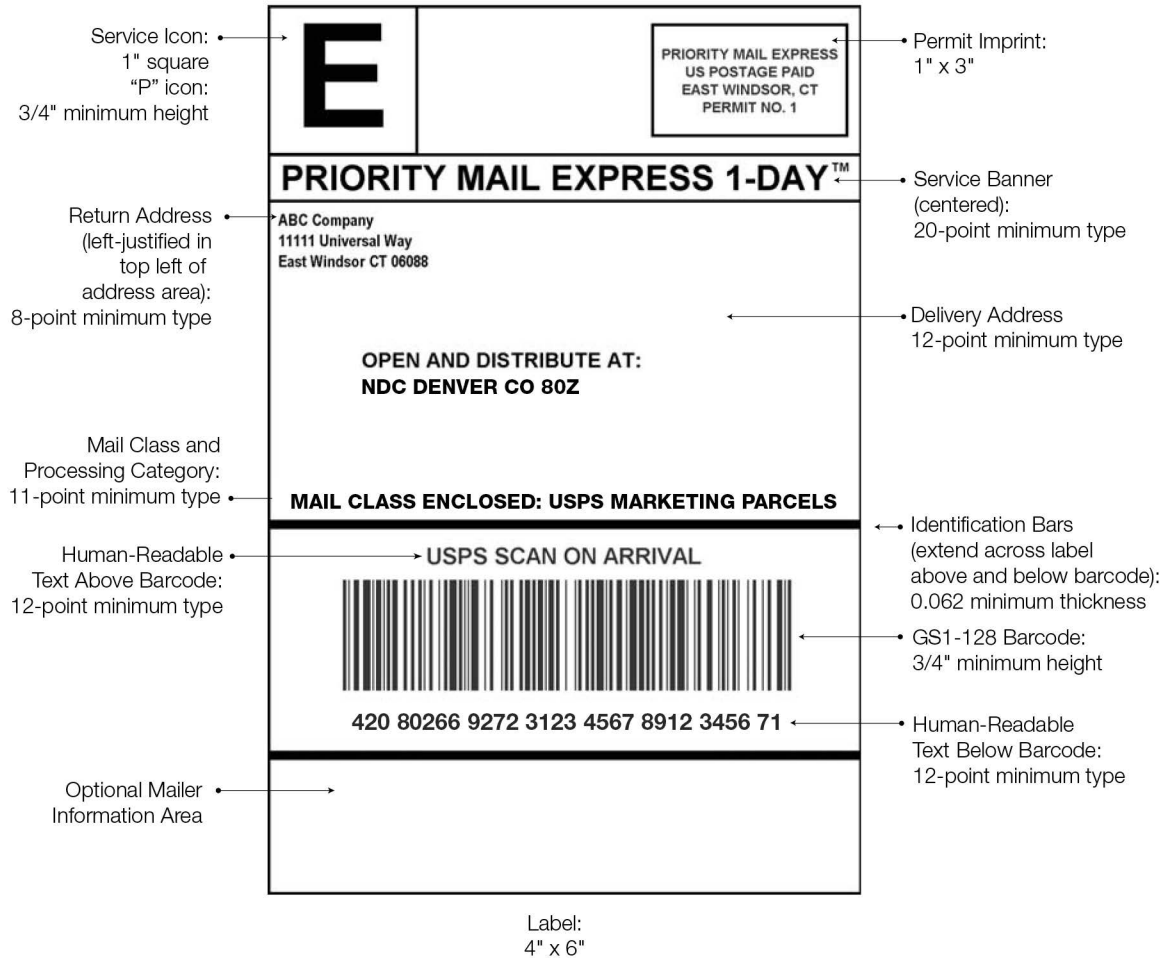 Service Icon:
1" square
“P” icon:
3/4" minimum height
E
PRIORITY MAIL EXPRESS
US POSTAGE PAID
EAST WINDSOR, CT
PERMIT NO. 1
Permit Imprint:
1" x 3"
PRIORITY MAIL EXPRESS 1-DAY™
Service Banner
(centered):
20-point minimum type
Return Address
(left-justified in
top left of
address area):
8-point minimum type
ABC Company
11111 Universal Way
East Windsor CT 06088
Delivery Address
12-point minimum type
OPEN AND DISTRIBUTE AT:
NDC DENVER CO 80Z
Mail Class and
Processing Category:
11-point minimum type
MAIL CLASS ENCLOSED: USPS MARKETING PARCELS
Identification Bars
(extend across label
above and below barcode):
0.062 minimum thickness
Human-Readable
Text Above Barcode:
12-point minimum type
USPS SCAN ON ARRIVAL
GS1-128 Barcode:
3/4" minimum height
420 80266 9272 3123 4567 8912 3456 71
Human-Readable
Text Below Barcode:
12-point minimum type
Optional Mailer
Information Area
Label:
4" x 6"